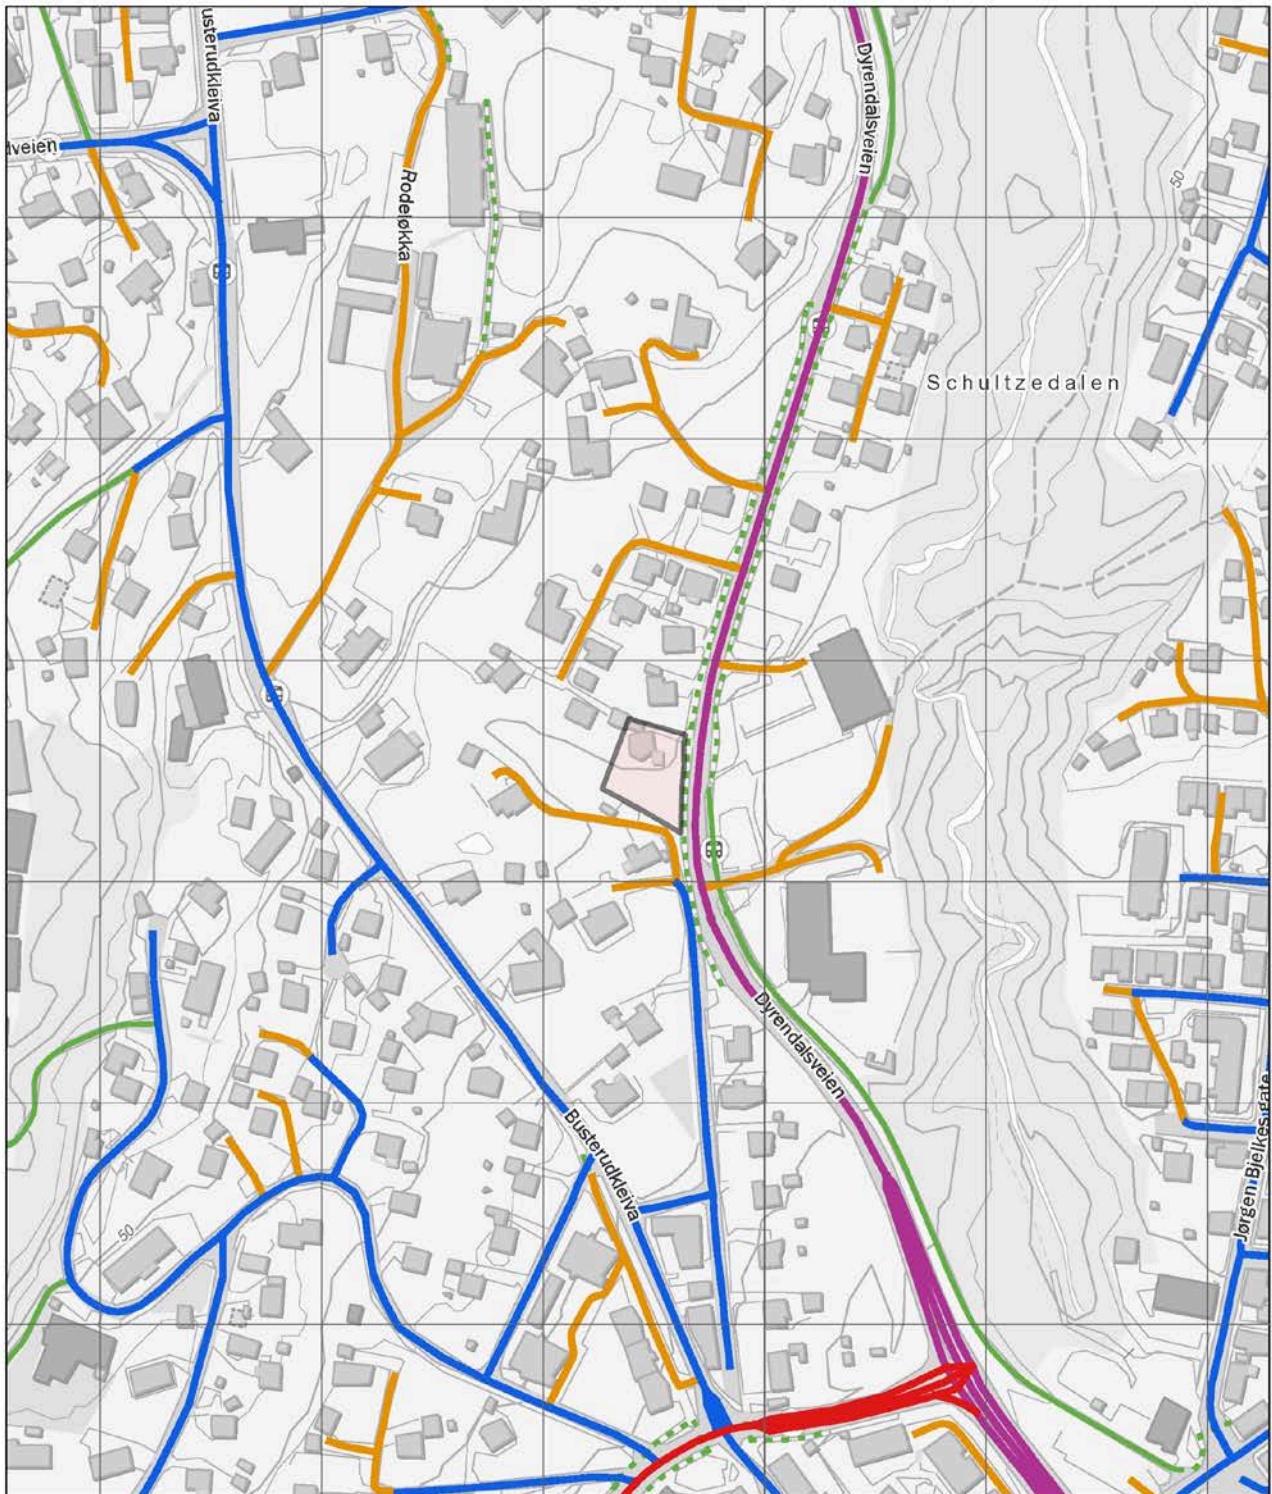 usterudkleiva
Dyrendalsveien
dveien
Rodeløkka
50
Schultzedalen
Dyrendalsveien
Busterudkleiva
Jørgen Bjelkes gate
50